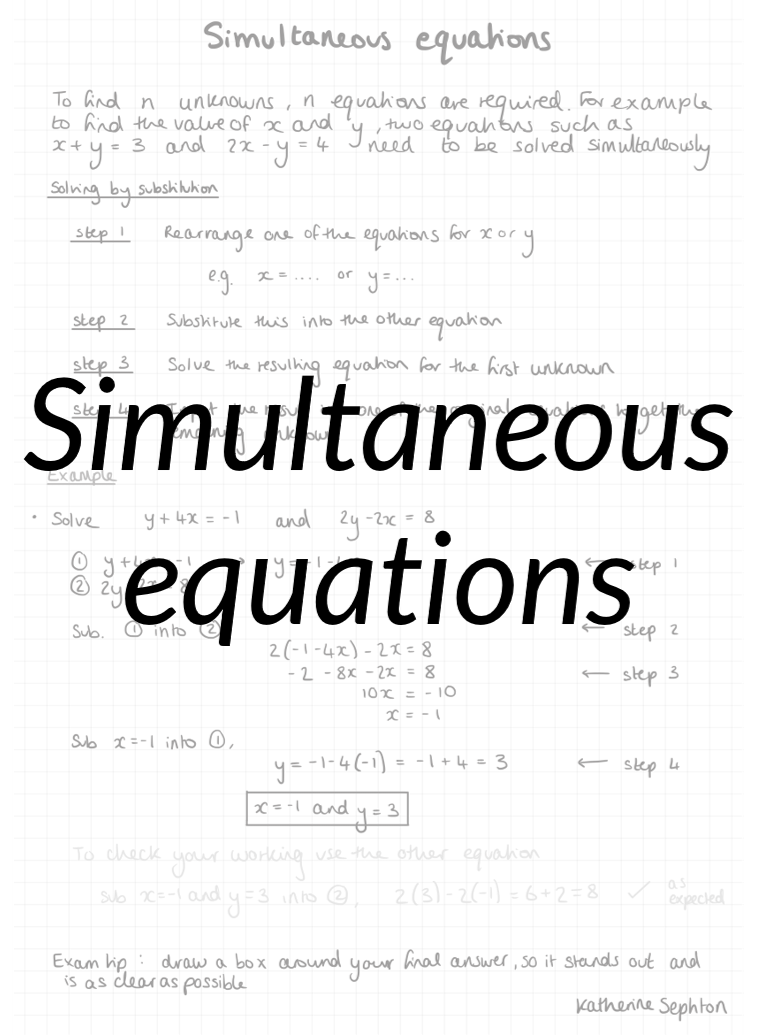 Simultaneous equations
To find n unknowns, n equations are required. For example
to find the value of x and y, two equations such as
x + y = 3 and 2x - y = 4 need to be solved simultaneously
Solving by substitution
step 1 Rearrange one of the equations for x or y
e.g. x = .... or y = ...
step 2 Substitute this into the other equation
step 3 Solve the resulting equation for the first unknown
Simultaneous
step 4
Example
• Solve y + 4x = -1 and 2y - 2x = 8
equations
① ← step 1
②
Sub. ① into ② ← step 2
2(-1 - 4x) - 2x = 8
-2 - 8x - 2x = 8 ← step 3
10x = -10
x = -1
Sub x = -1 into ①,
y = -1 - 4(-1) = -1 + 4 = 3 ← step 4
x = -1 and y = 3
To check your working use the other equation
sub x = -1 and y = 3 into ②, 2(3) - 2(-1) = 6 + 2 = 8 ✓ as expected
Exam tip : draw a box around your final answer, so it stands out and
is as clear as possible
Katherine Sephton